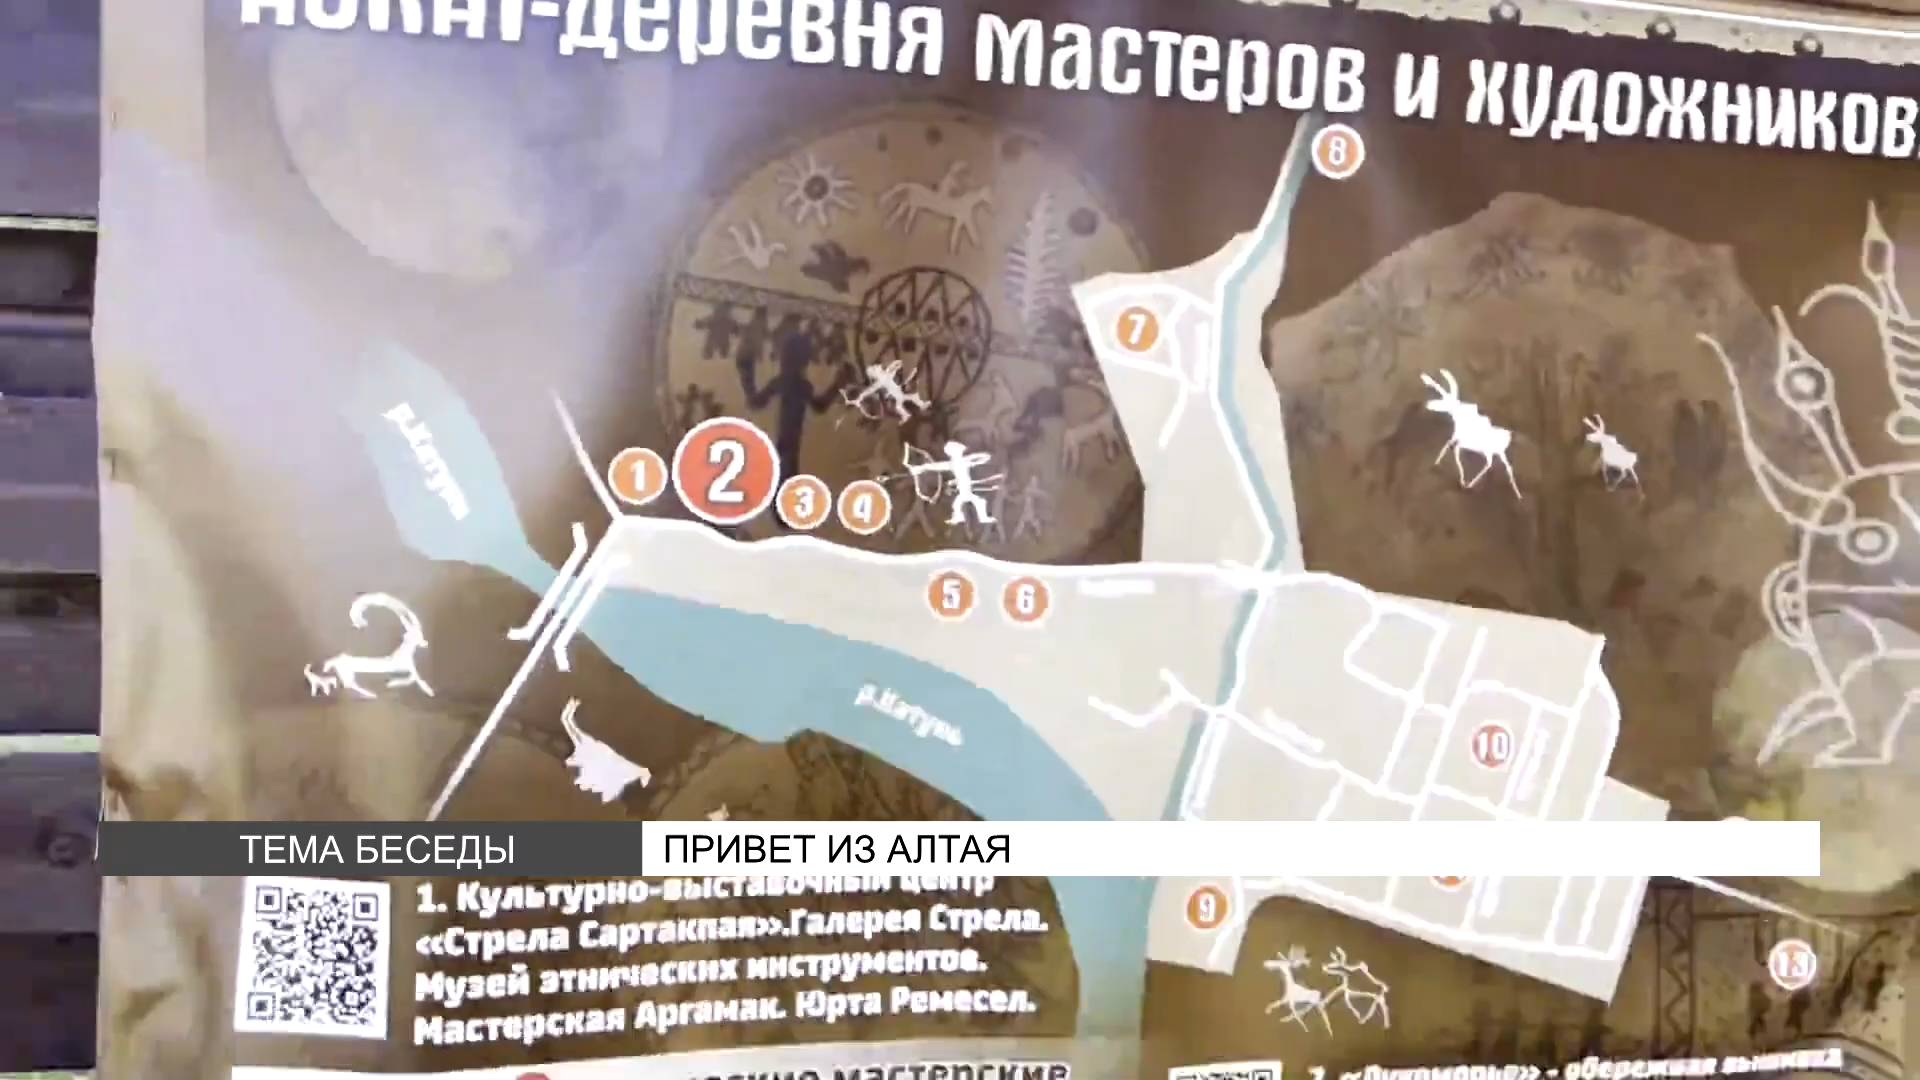 -деревня мастеров и художников
8
7
р.Катунь
1
2
3
4
5
6
р.Катунь
10
ТЕМА БЕСЕДЫ
ПРИВЕТ ИЗ АЛТАЯ
1. Культурно-выставочный центр
«Стрела Сартакпая».Галерея Стрела.
Музей этнических инструментов.
Мастерская Аргамак. Юрта Ремесел.
9
13
мастерские